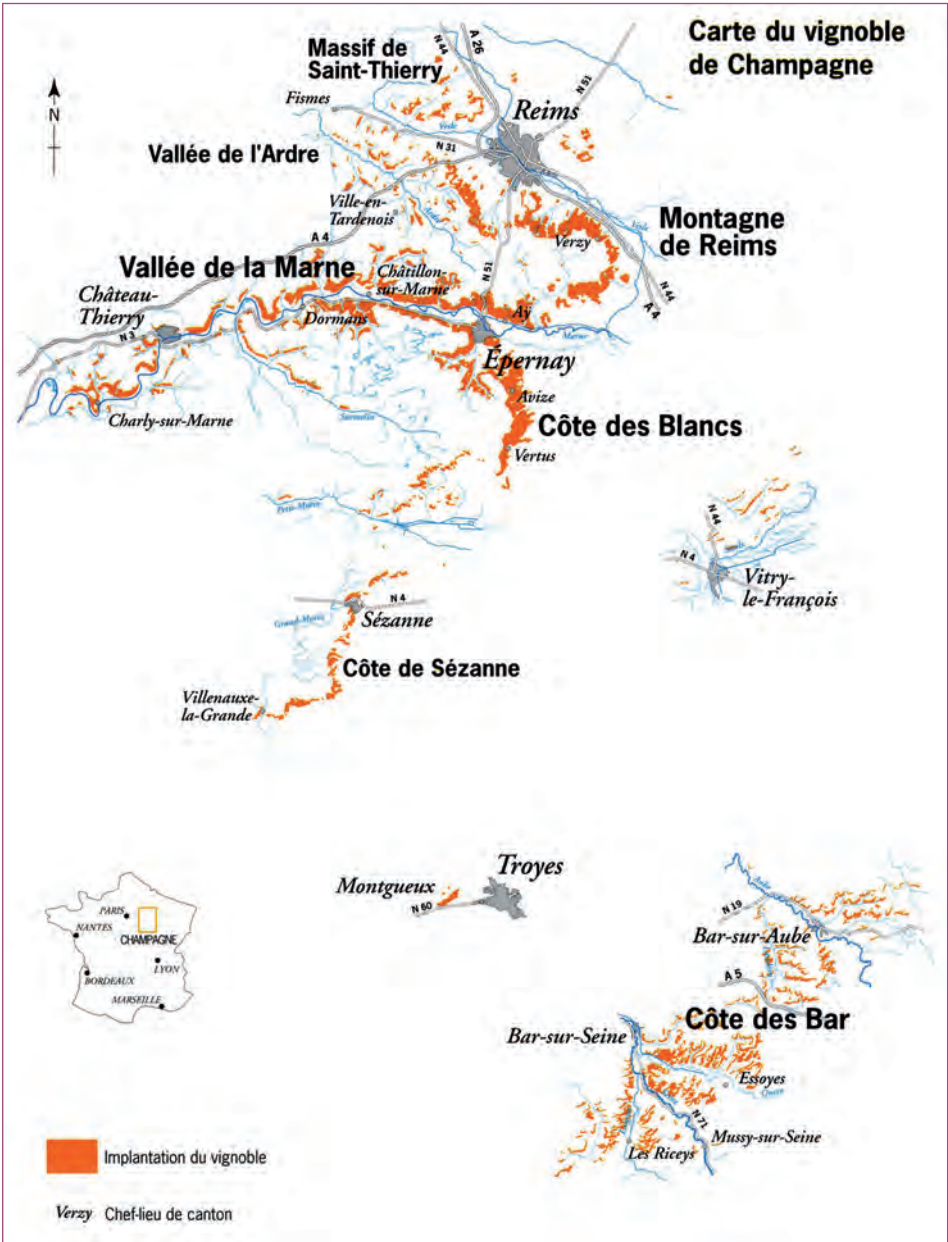 Carte du vignoble
de Champagne
Massif de
Saint-Thierry
N 44
A 26
N 51
Fismes
Reims
Vesle
N 31
Vallée de l'Ardre
Ville-en-
Tardenois
Ardre
A 4
N 51
Verzy
Vesle
Montagne
de Reims
N 44
A 4
Vallée de la Marne
Châtillon-
sur-Marne
Château-
Thierry
Dormans
Aÿ
N 3
Marne
Épernay
Avize
Charly-sur-Marne
Surmelin
Côte des Blancs
Vertus
Petit-Morin
N 44
N 4
Vitry-
le-François
N 4
Grand-Morin
Sézanne
Côte de Sézanne
Villenauxe-
la-Grande
N
Troyes
Montgueux
N 60
Aube
N 19
Bar-sur-Aube
A 5
Côte des Bar
Bar-sur-Seine
Essoyes
Ource
N 71
Mussy-sur-Seine
Les Riceys
PARIS
NANTES
CHAMPAGNE
LYON
BORDEAUX
MARSEILLE
Implantation du vignoble
Verzy Chef-lieu de canton